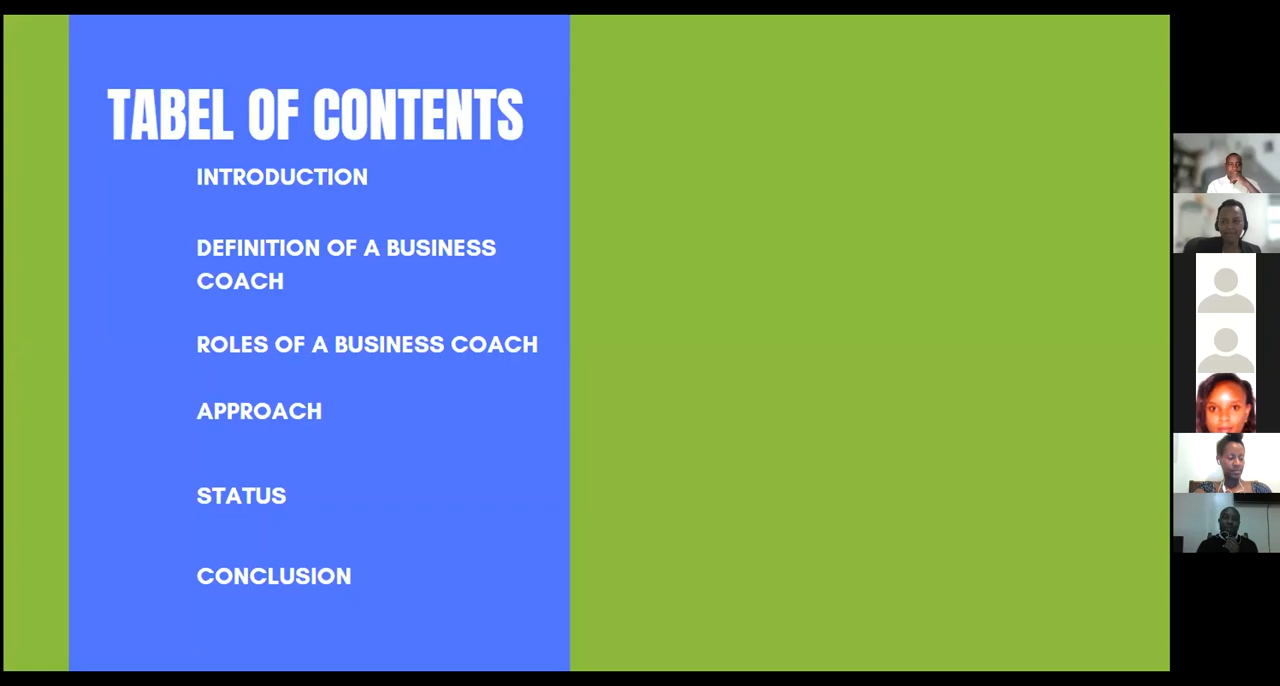 TABEL OF CONTENTS
INTRODUCTION
DEFINITION OF A BUSINESS
COACH
ROLES OF A BUSINESS COACH
APPROACH
STATUS
CONCLUSION